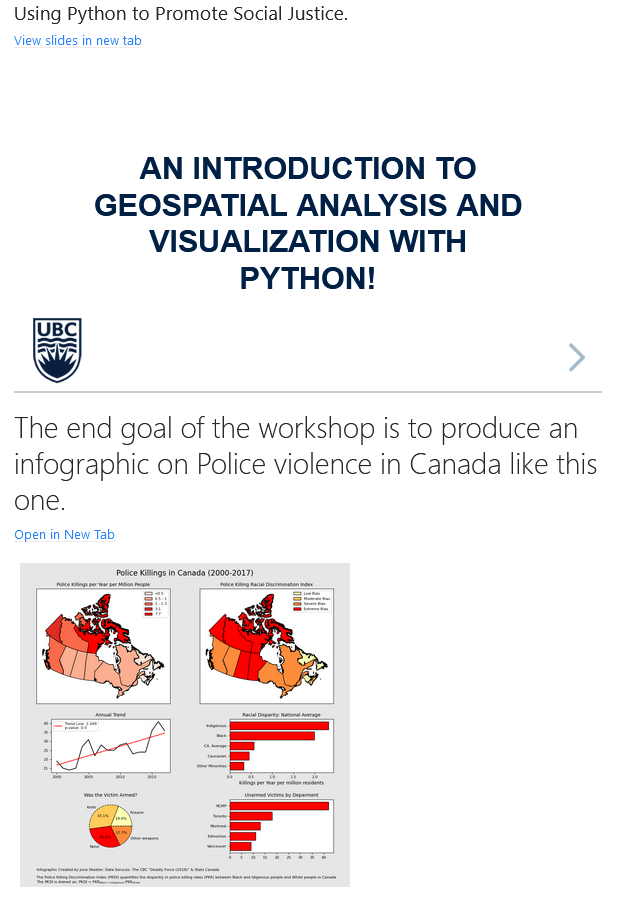 Using Python to Promote Social Justice.
View slides in new tab
AN INTRODUCTION TO
GEOSPATIAL ANALYSIS AND
VISUALIZATION WITH
PYTHON!
UBC
The end goal of the workshop is to produce an
infographic on Police violence in Canada like this
one.
Open in New Tab
Police Killings in Canada (2000-2017)
Police Killings per Year per Million People
Police Killing Racial Discrimination Index
<0.5
0.5 - 1
1 - 1.5
3.1
7.7
Low Bias
Moderate Bias
Severe Bias
Extreme Bias
Annual Trend
Trend Line: 1.049
p-value: 0.0
40
35
30
25
20
15
2000
2005
2010
2015
Racial Disparity: National Average
Indigenous
Black
CA. Average
Caucasian
Other Minorities
0.0
0.5
1.0
1.5
2.0
Killings per Year per million residents
Was the Victim Armed?
Knife
Firearm
Other weapons
None
33.1%
19.0%
17.7%
Unarmed Victims by Deparment
RCMP
Toronto
Montreal
Edmonton
Vancouver
0 5 10 15 20 25 30 35 40
Infographic Created by June Skeeter. Data Soruces: The CBC "Deadly Force (2018)" & Stats Canada
The Police Killing Discrimination Index (PKDI) quantifies the dispartity in police killing rates (PKR) between Black and Idigenous people and White people in Canada.
The PKDI is defined as: